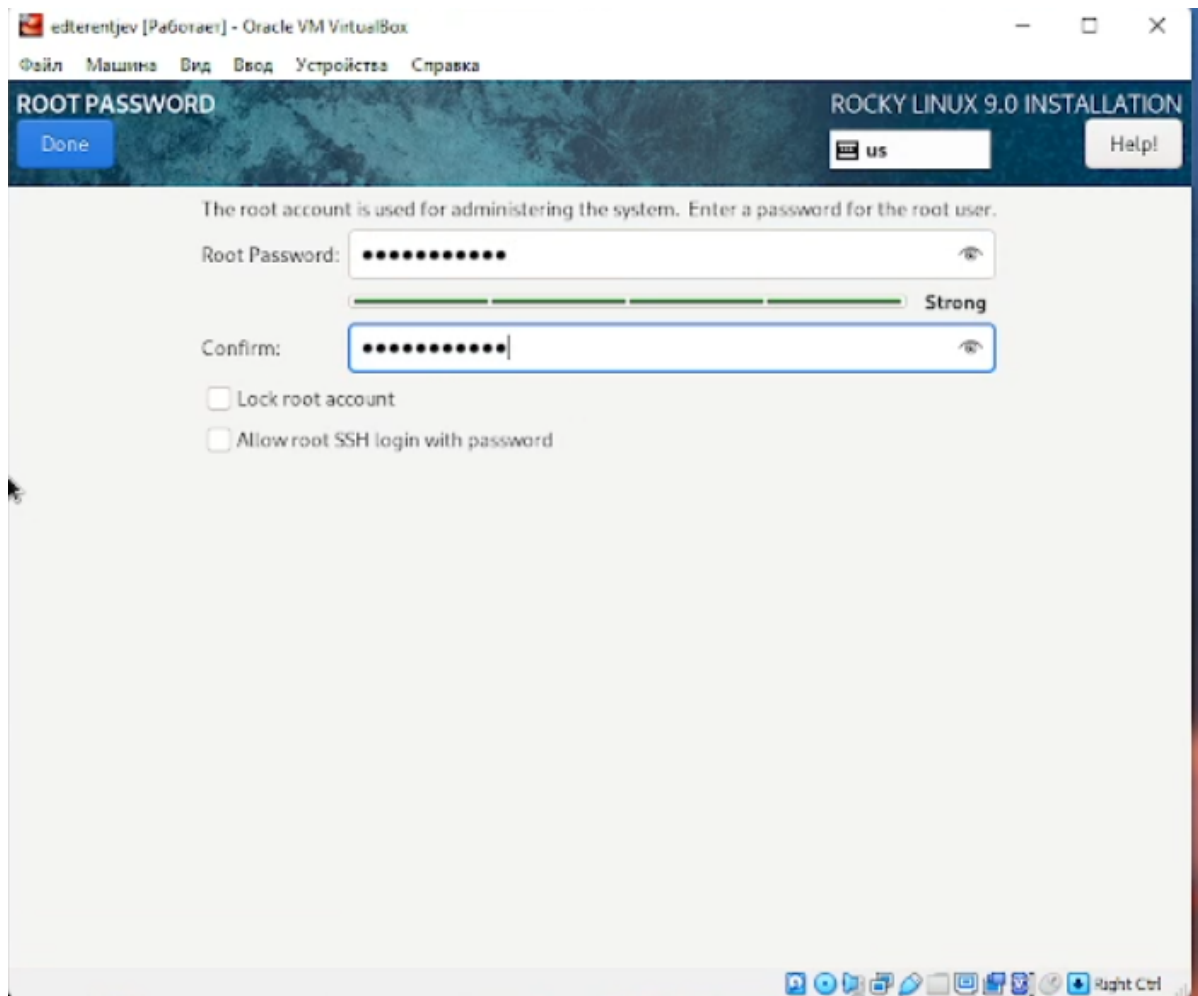 edterentjev [Работает] - Oracle VM VirtualBox
Файл Машина Вид Ввод Устройства Справка
ROOT PASSWORD
ROCKY LINUX 9.0 INSTALLATION
Done
us
Help!
The root account is used for administering the system. Enter a password for the root user.
Root Password: •••••••••••
Strong
Confirm: •••••••••••
Lock root account
Allow root SSH login with password
Right Ctrl